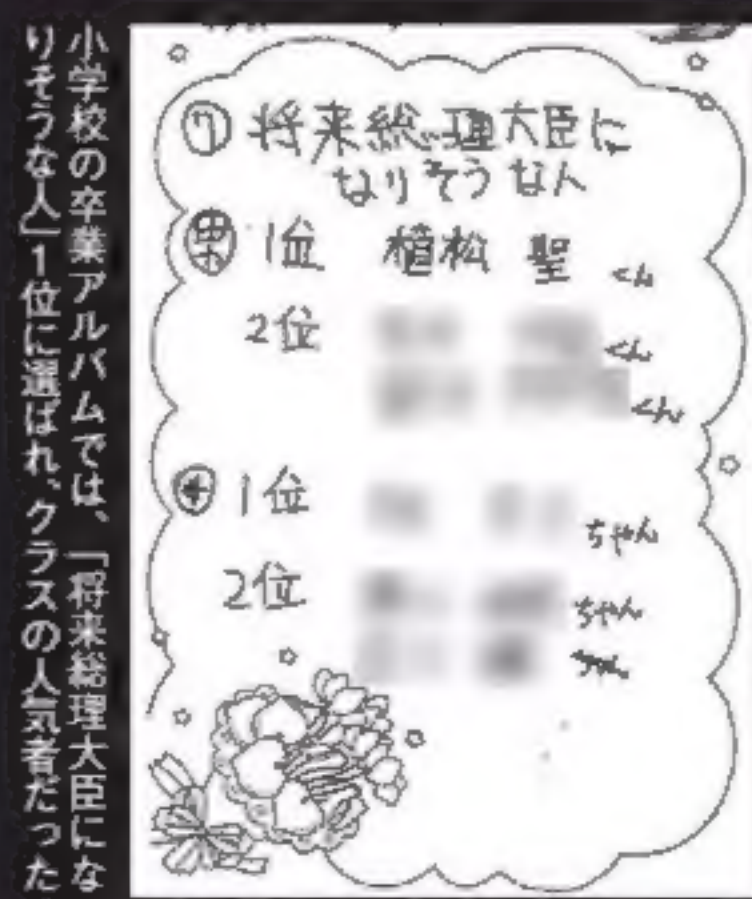 小学校の卒業アルバムでは、「将来総理大臣にな
りそうな人」1位に選ばれ、クラスの人気者だった
⑦ 将来総理大臣に
なりそうな人
男 1位 植松 聖 くん
2位 くん
くん
女 1位 ちゃん
2位 ちゃん
ちゃん